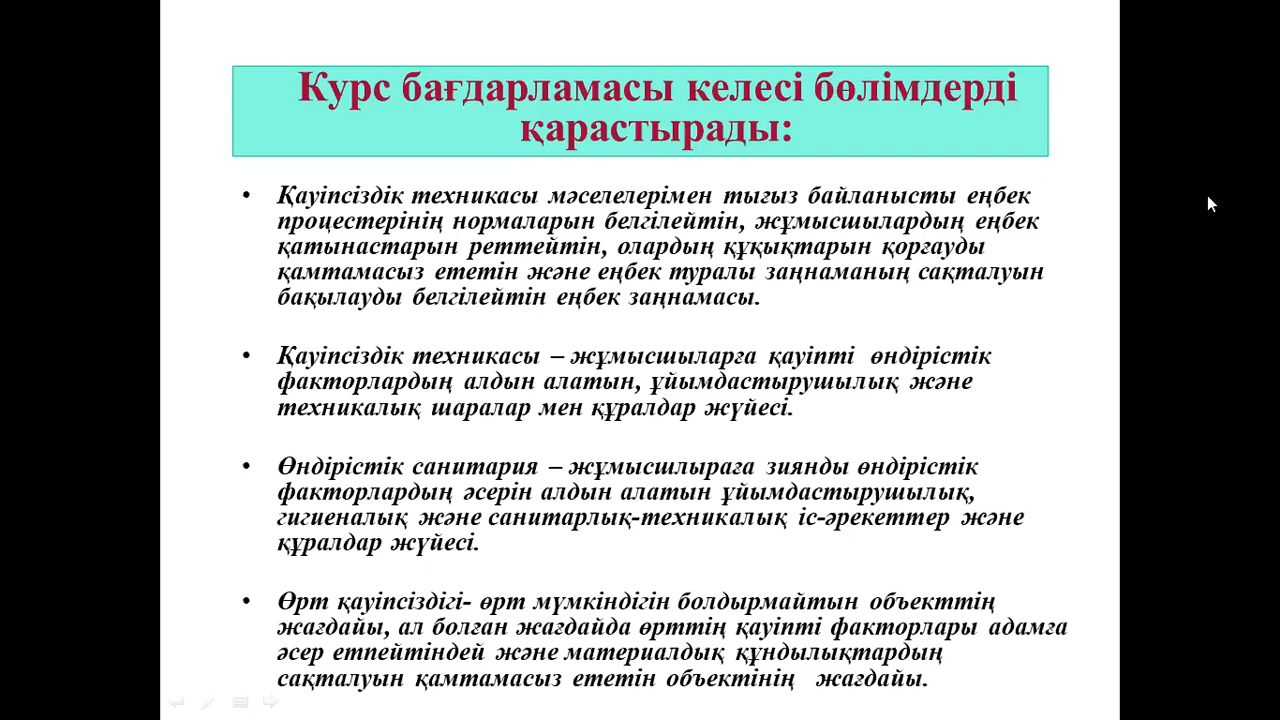 Курс бағдарламасы келесі бөлімдерді
қарастырады:
• Қауіпсіздік техникасы мәселелерімен тығыз байланысты еңбек
процестерінің нормаларын белгілейтін, жұмысшылардың еңбек
қатынастарын реттейтін, олардың құқықтарын қорғауды
қамтамасыз ететін және еңбек туралы заңнаманың сақталуын
бақылауды белгілейтін еңбек заңнамасы.
• Қауіпсіздік техникасы – жұмысшыларға қауіпті өндірістік
факторлардың алдын алатын, ұйымдастырушылық және
техникалық шаралар мен құралдар жүйесі.
• Өндірістік санитария – жұмысшлыраға зиянды өндірістік
факторлардың әсерін алдын алатын ұйымдастырушылық,
гигиеналық және санитарлық-техникалық іс-әрекеттер және
құралдар жүйесі.
• Өрт қауіпсіздігі- өрт мүмкіндігін болдырмайтын объекттің
жағдайы, ал болған жағдайда өрттің қауіпті факторлары адамға
әсер етпейтіндей және материалдық құндылықтардың
сақталуын қамтамасыз ететін объектінің жағдайы.